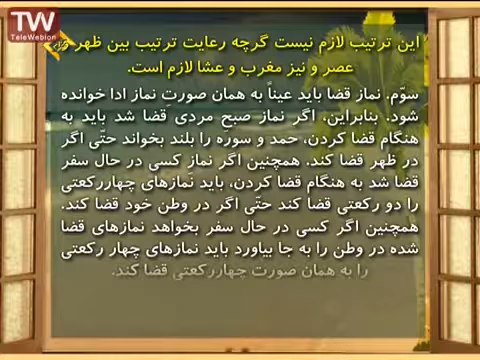 TW
TeleWebion
این ترتیب لازم نیست گرچه رعایت ترتیب بین ظهر و
عصر و نیز مغرب و عشا لازم است.
سوّم. نماز قضا باید عیناً به همان صورت نماز ادا خوانده
شود. بنابراین، اگر نماز صبح مردی قضا شد باید به
هنگام قضا کردن، حمد و سوره را بلند بخواند حتّی اگر
در ظهر قضا کند. همچنین اگر نماز کسی در حال سفر
قضا شد به هنگام قضا کردن، باید نمازهای چهاررکعتی
را دو رکعتی قضا کند حتّی اگر در وطن خود قضا کند.
همچنین اگر کسی در حال سفر بخواهد نمازهای قضا
شده در وطن را به جا بیاورد باید نمازهای چهار رکعتی
را به همان صورت چهاررکعتی قضا کند.